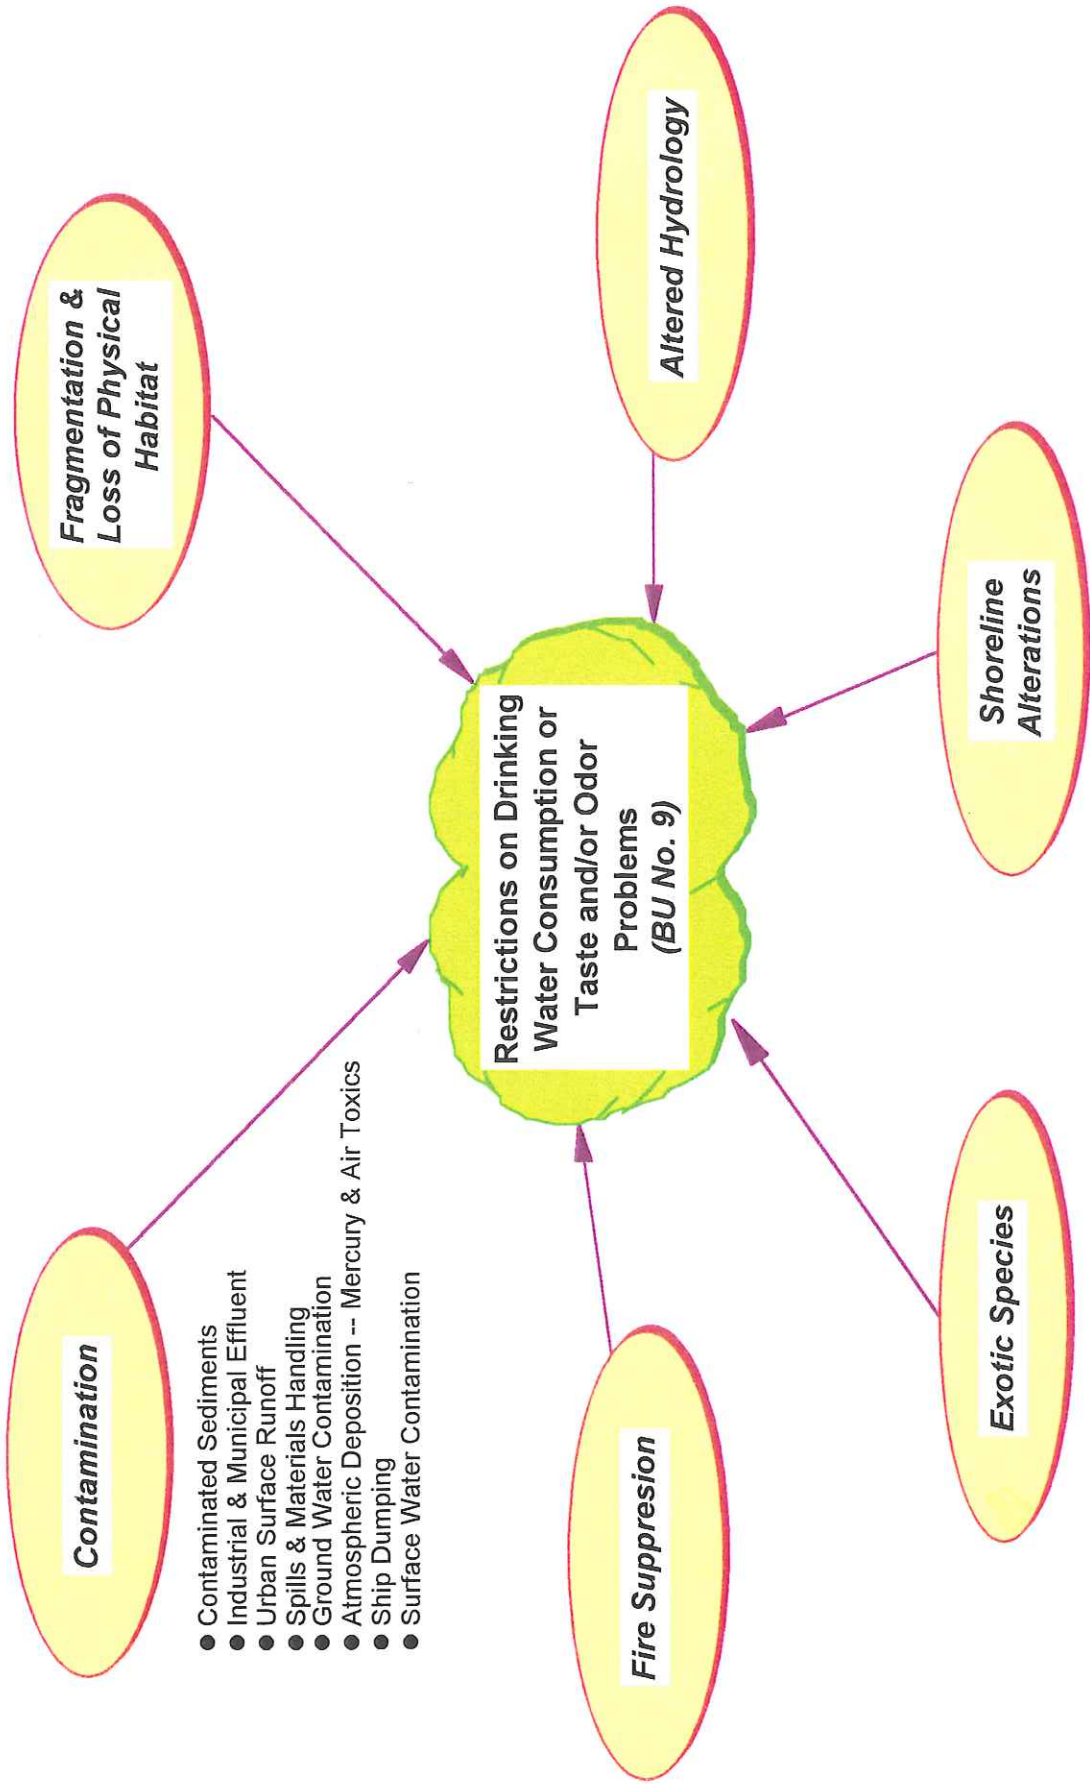 Contamination
● Contaminated Sediments
● Industrial & Municipal Effluent
● Urban Surface Runoff
● Spills & Materials Handling
● Ground Water Contamination
● Atmospheric Deposition -- Mercury & Air Toxics
● Ship Dumping
● Surface Water Contamination
Fragmentation &
Loss of Physical
Habitat
Restrictions on Drinking
Water Consumption or
Taste and/or Odor
Problems
(BU No. 9)
Fire Suppresion
Altered Hydrology
Exotic Species
Shoreline
Alterations